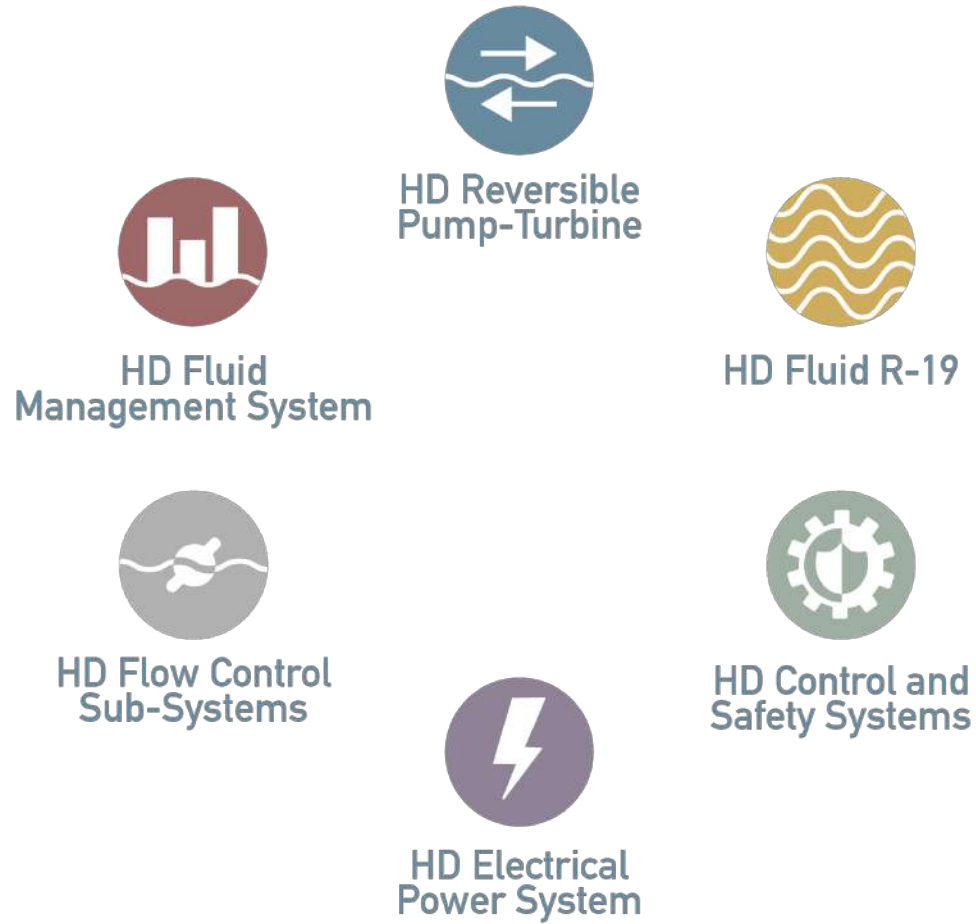 HD Reversible
Pump-Turbine
HD Fluid
Management System
HD Fluid R-19
HD Flow Control
Sub-Systems
HD Control and
Safety Systems
HD Electrical
Power System